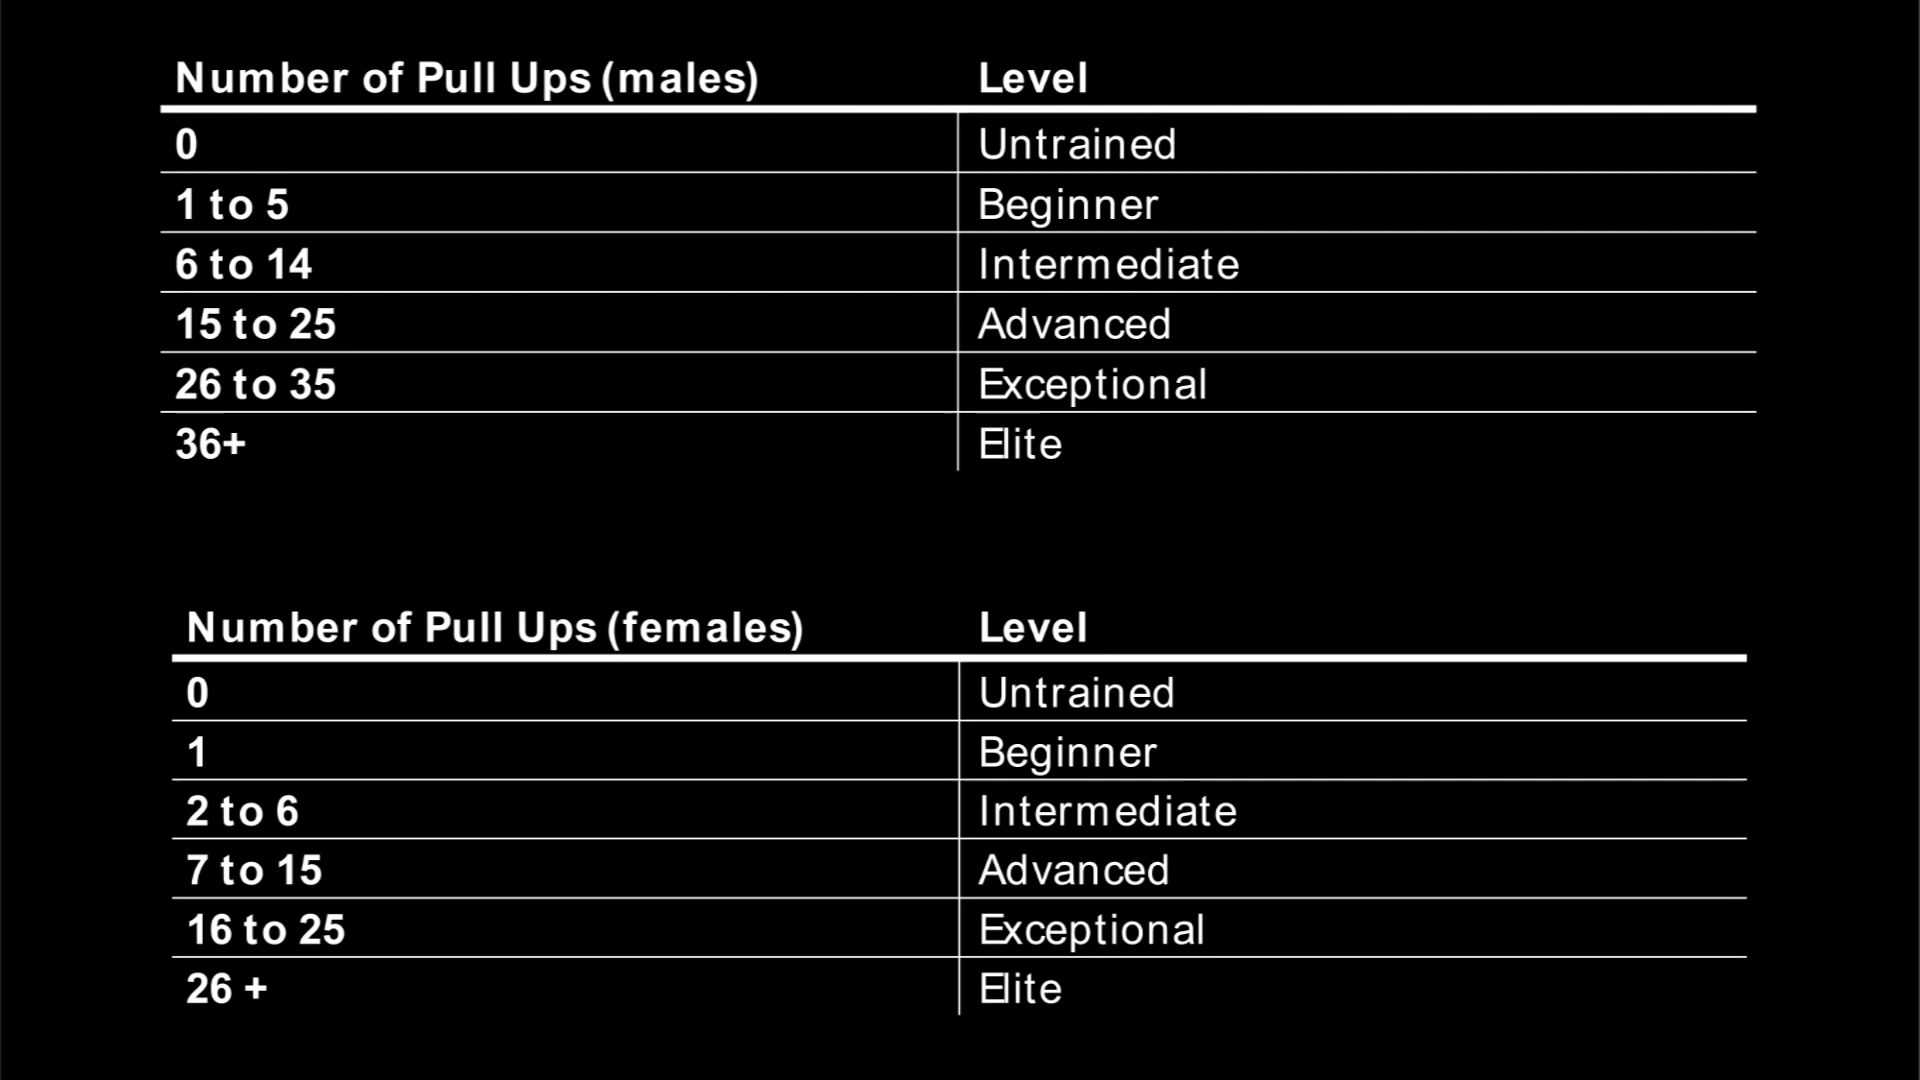 Number of Pull Ups (males) Level
0 Untrained
1 to 5 Beginner
6 to 14 Intermediate
15 to 25 Advanced
26 to 35 Exceptional
36+ Elite
Number of Pull Ups (females) Level
0 Untrained
1 Beginner
2 to 6 Intermediate
7 to 15 Advanced
16 to 25 Exceptional
26 + Elite